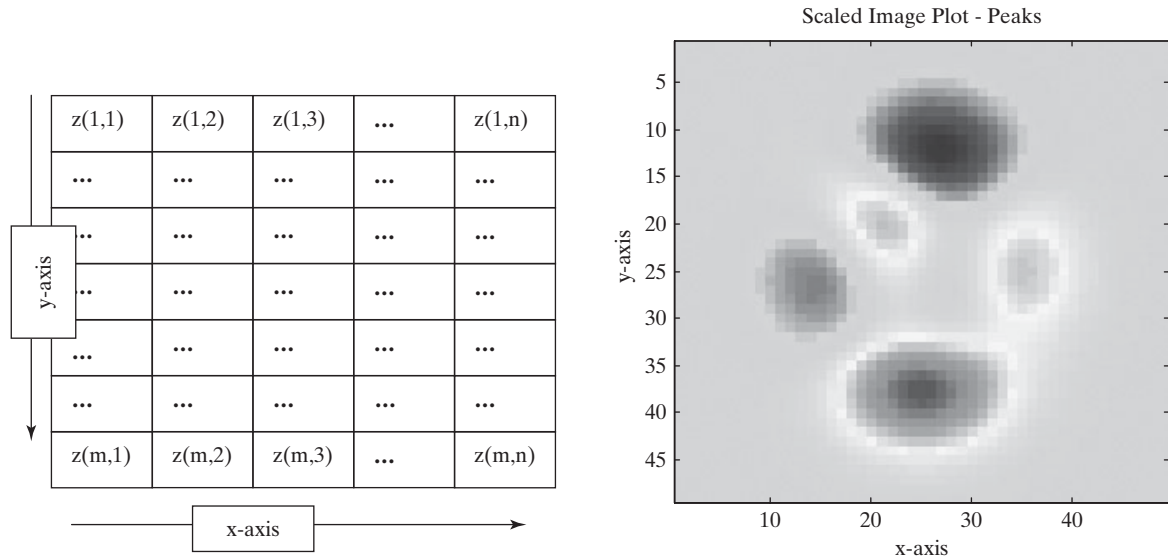 z(1,1) z(1,2) z(1,3) ... z(1,n)
... ... ... ... ...
... ... ... ... ...
... ... ... ... ...
... ... ... ... ...
... ... ... ... ...
z(m,1) z(m,2) z(m,3) ... z(m,n)
y-axis
x-axis
Scaled Image Plot - Peaks
5
10
15
20
25
30
35
40
45
y-axis
10 20 30 40
x-axis